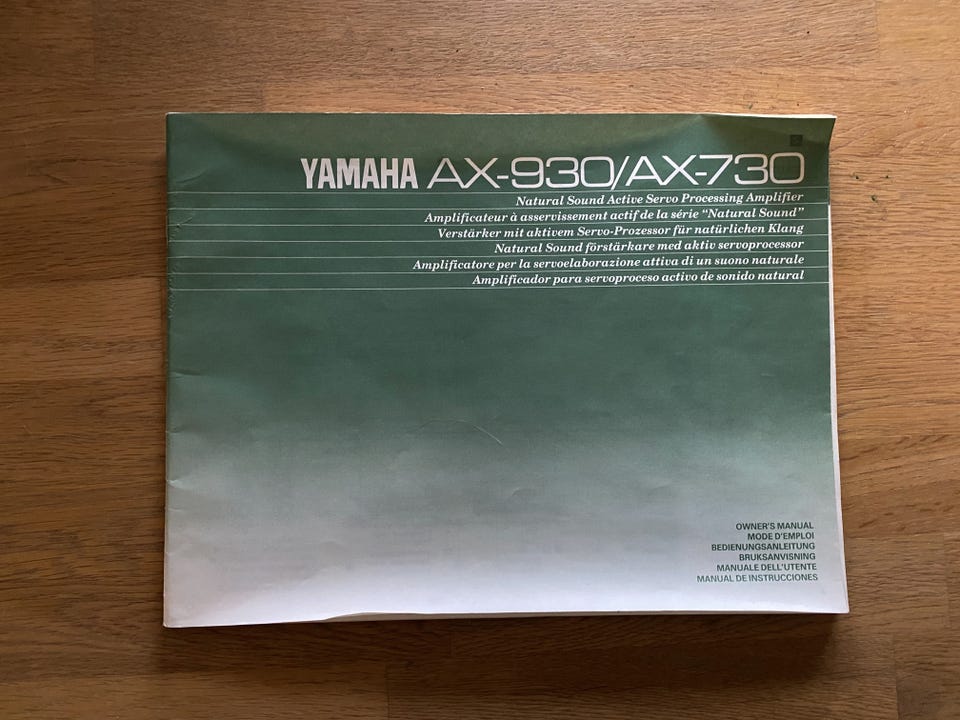 YAMAHA AX-930/AX-730
Natural Sound Active Servo Processing Amplifier
Amplificateur à asservissement actif de la série "Natural Sound"
Verstärker mit aktivem Servo-Prozessor für natürlichen Klang
Natural Sound förstärkare med aktiv servoprocessor
Amplificatore per la servoelaborazione attiva di un suono naturale
Amplificador para servoproceso activo de sonido natural
OWNER'S MANUAL
MODE D'EMPLOI
BEDIENUNGSANLEITUNG
BRUKSANVISNING
MANUALE DELL'UTENTE
MANUAL DE INSTRUCCIONES